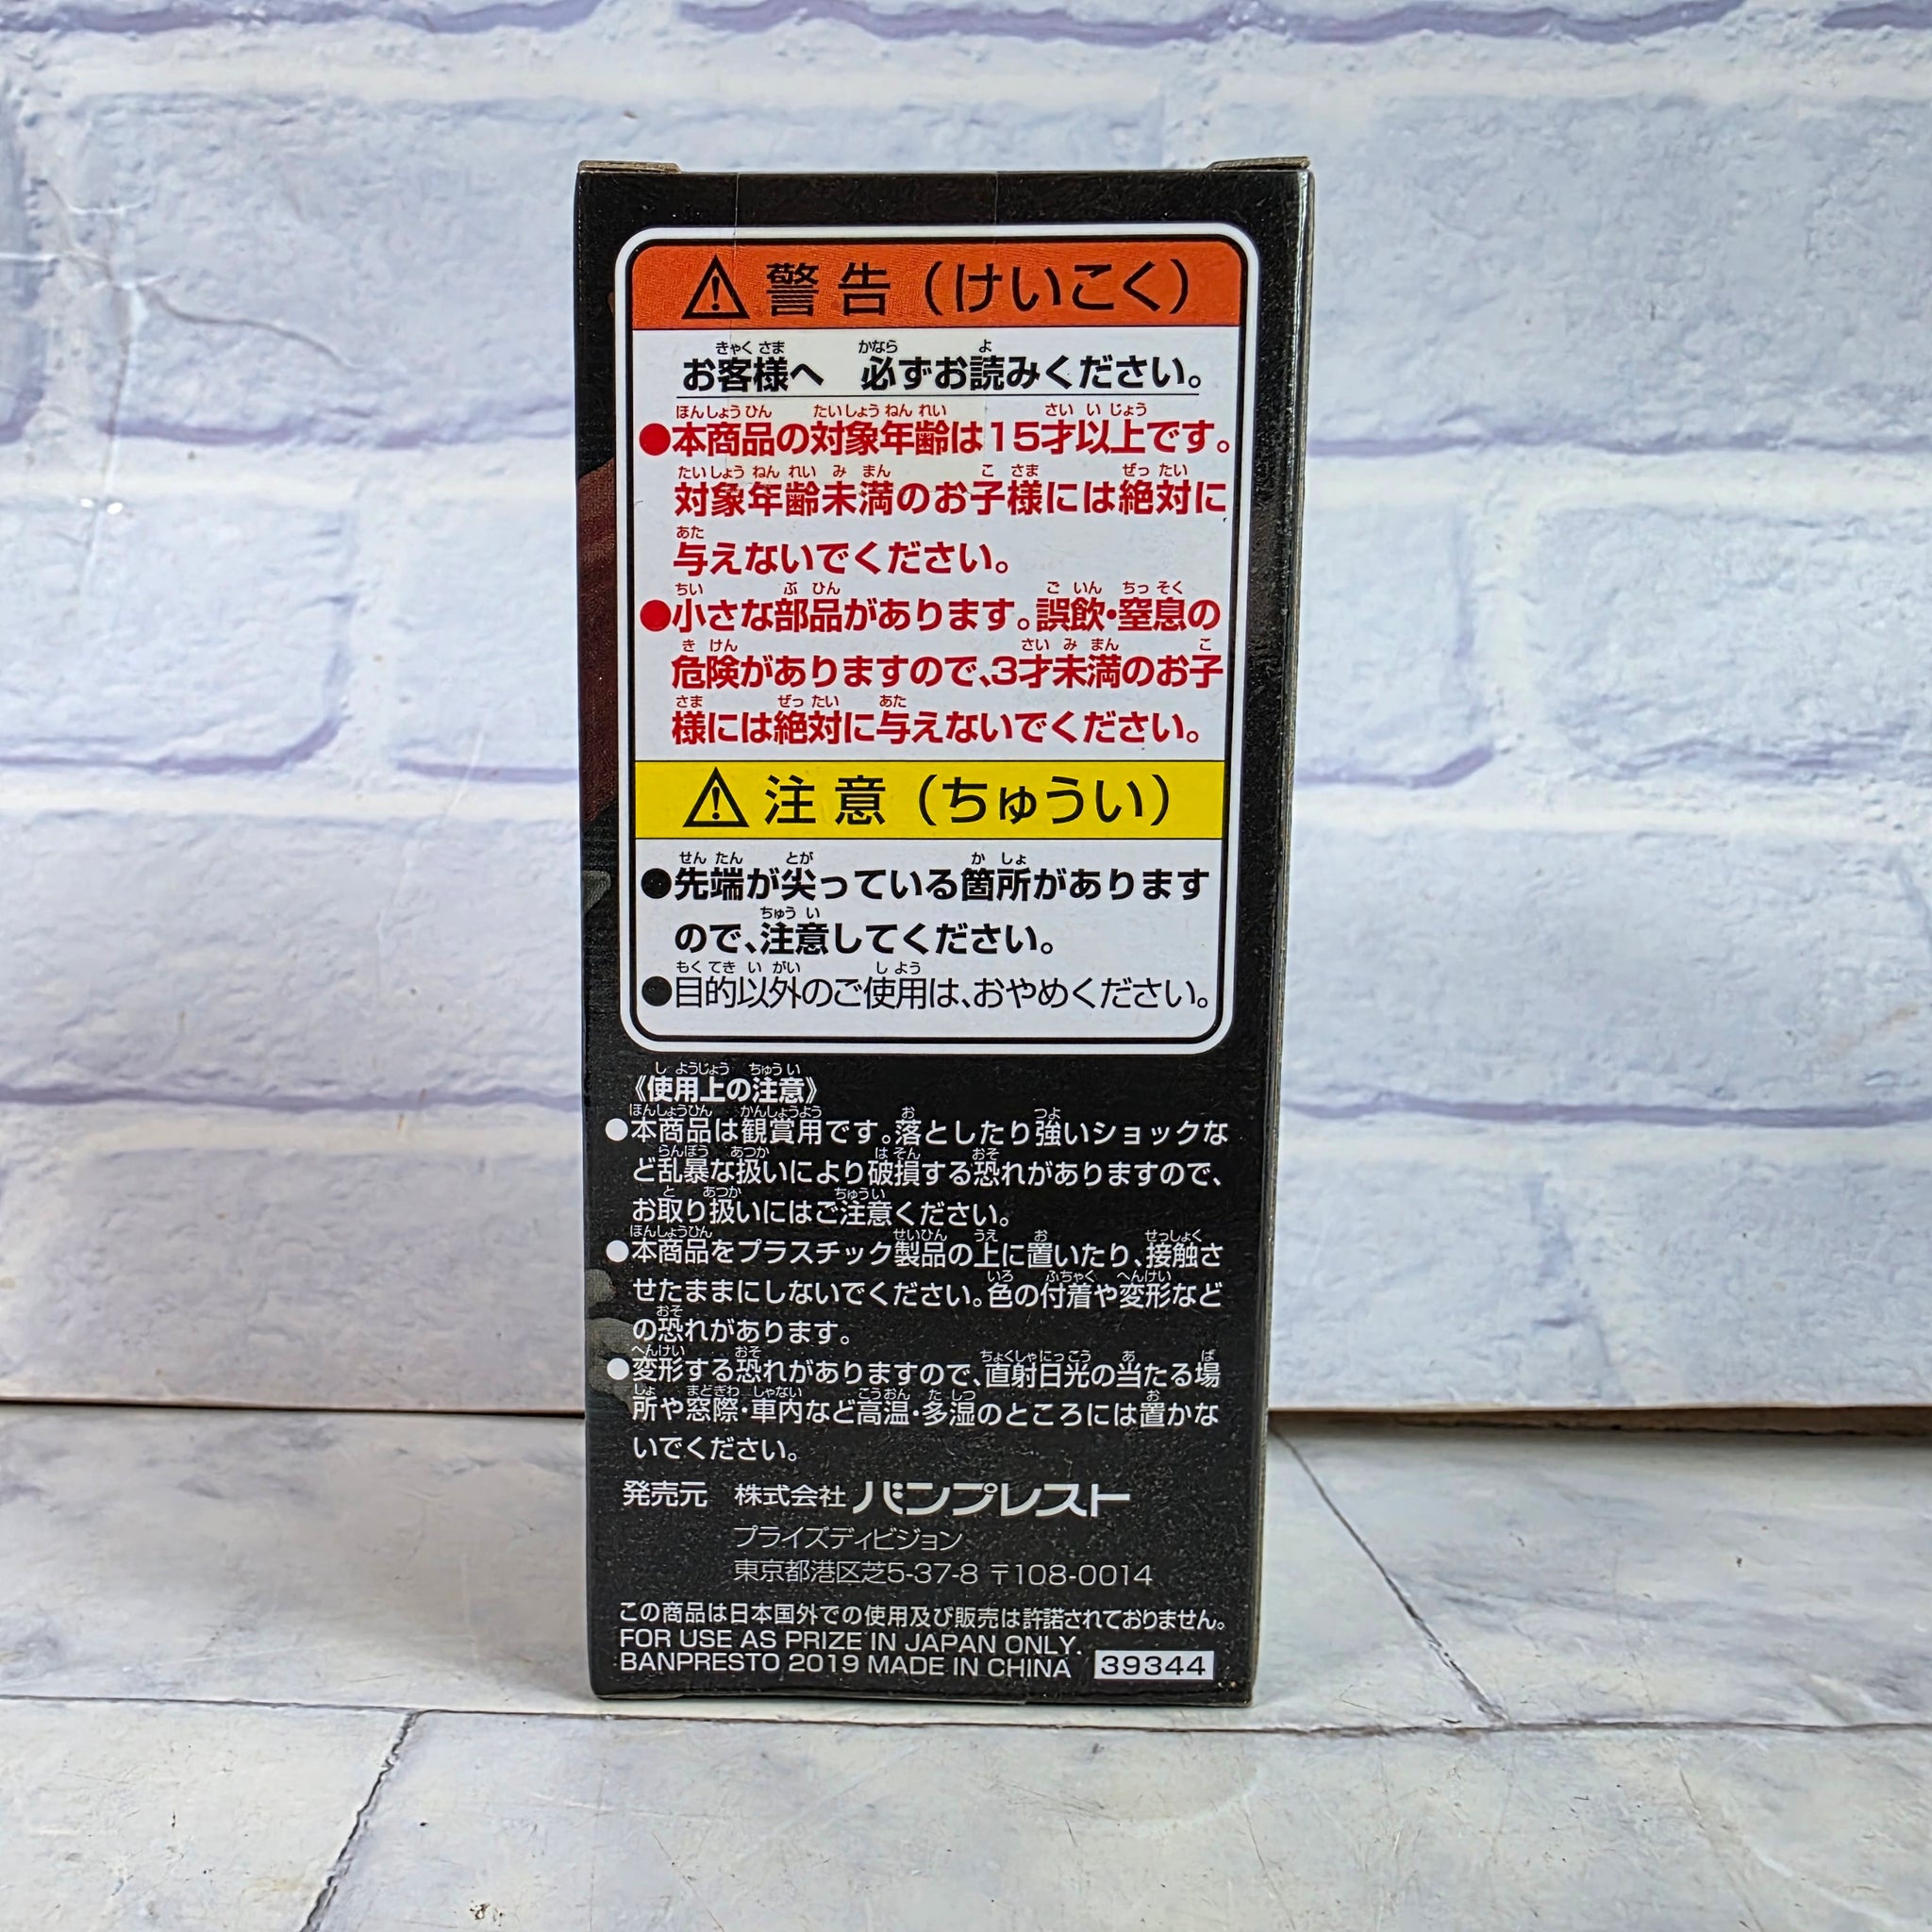 ⚠警告（けいこく）
お客様へ　必ずお読みください。
●本商品の対象年齢は15才以上です。
対象年齢未満のお子様には絶対に
与えないでください。
●小さな部品があります。誤飲・窒息の
危険がありますので、3才未満のお子
様には絶対に与えないでください。
⚠注意（ちゅうい）
●先端が尖っている箇所があります
ので、注意してください。
●目的以外のご使用は、おやめください。
《使用上の注意》
●本商品は観賞用です。落としたり強いショックな
ど乱暴な扱いにより破損する恐れがありますので、
お取り扱いにはご注意ください。
●本商品をプラスチック製品の上に置いたり、接触さ
せたままにしないでください。色の付着や変形など
の恐れがあります。
●変形する恐れがありますので、直射日光の当たる場
所や窓際・車内など高温・多湿のところには置かな
いでください。
発売元　株式会社バンプレスト
プライズディビジョン
東京都港区芝5-37-8 〒108-0014
この商品は日本国外での使用及び販売は許諾されておりません。
FOR USE AS PRIZE IN JAPAN ONLY.
BANPRESTO 2019 MADE IN CHINA 39344